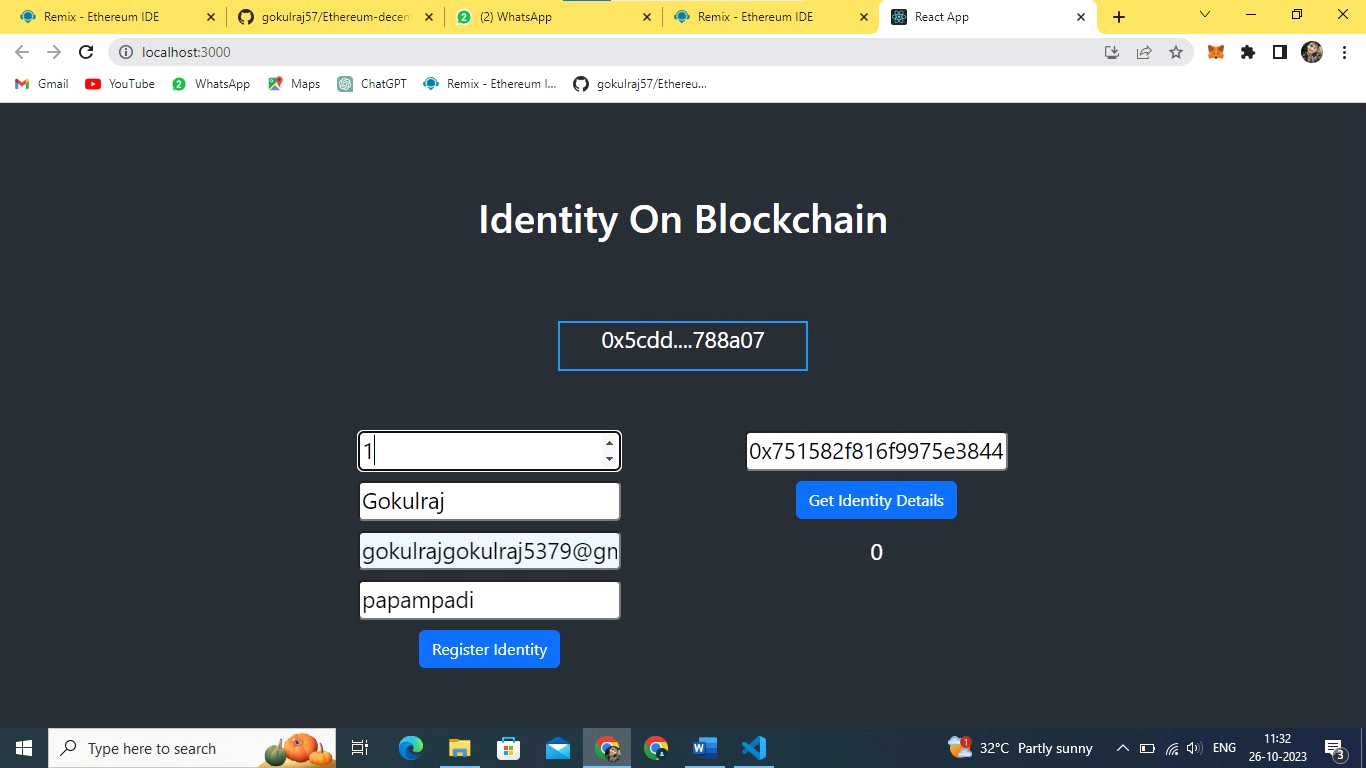 Remix - Ethereum IDE
gokulraj57/Ethereum-decen
(2) WhatsApp
Remix - Ethereum IDE
React App
localhost:3000
Gmail
YouTube
WhatsApp
Maps
ChatGPT
Remix - Ethereum I...
gokulraj57/Ethereu...
Identity On Blockchain
0x5cdd....788a07
1
0x751582f816f9975e3844
Gokulraj
Get Identity Details
gokulrajgokulraj5379@gm
0
papampadi
Register Identity
Type here to search
32°C Partly sunny
ENG
11:32
26-10-2023
3